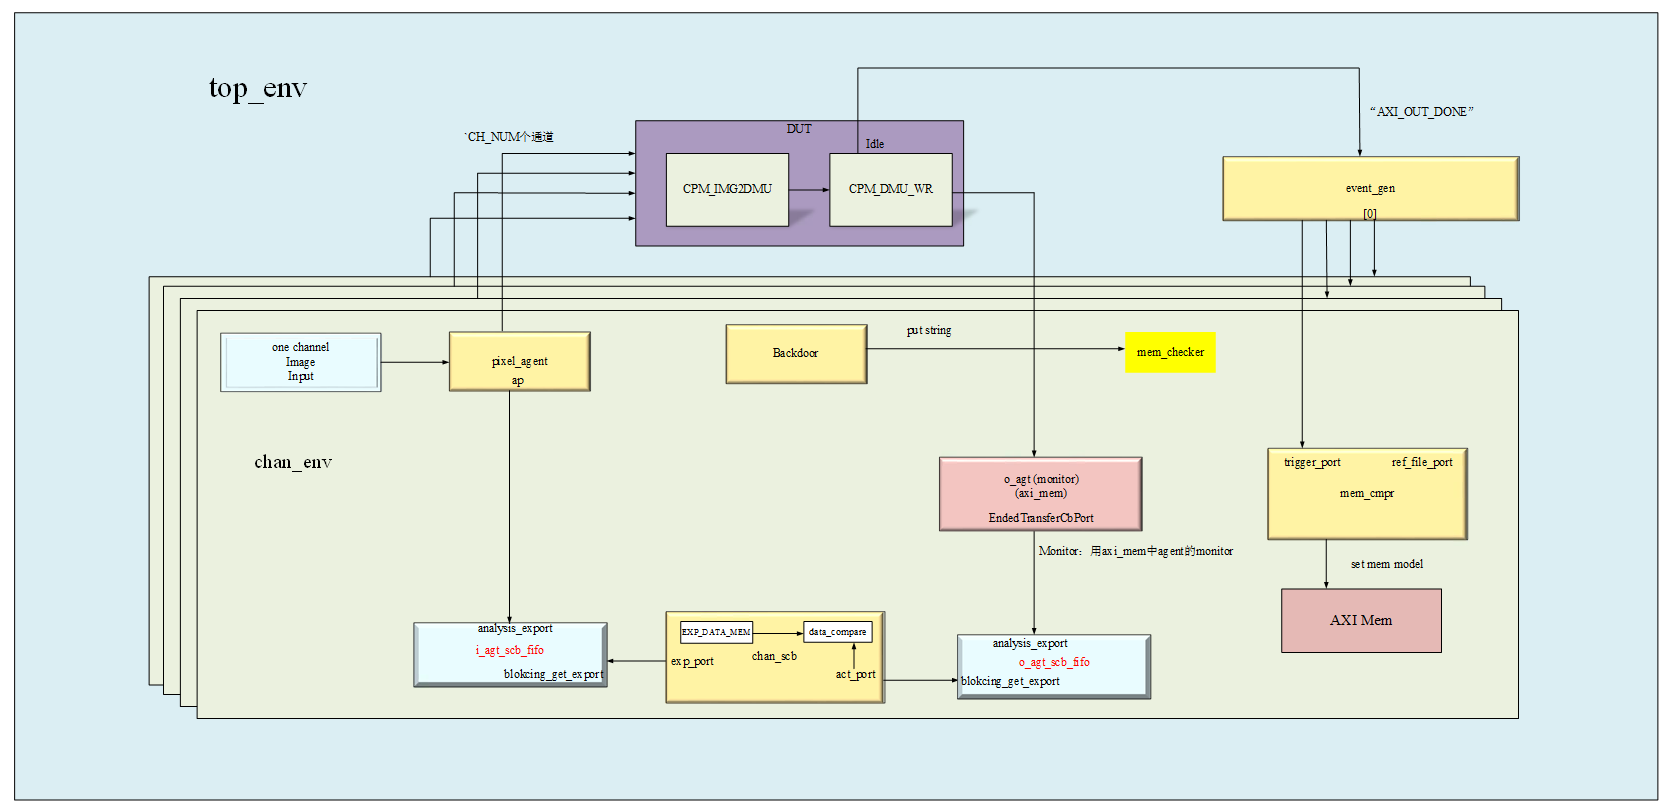 top_env
`CH_NUM个通道
DUT
Idle
CPM_IMG2DMU
CPM_DMU_WR
“AXI_OUT_DONE”
event_gen
[0]
one channel
Image
Input
pixel_agent
ap
Backdoor
put string
mem_checker
chan_env
o_agt (monitor)
(axi_mem)
EndedTransferCbPort
trigger_port
ref_file_port
mem_cmpr
Monitor：用axi_mem中agent的monitor
set mem model
AXI Mem
analysis_export
i_agt_scb_fifo
blokcing_get_export
EXP_DATA_MEM
data_compare
chan_scb
exp_port
act_port
analysis_export
o_agt_scb_fifo
blokcing_get_export